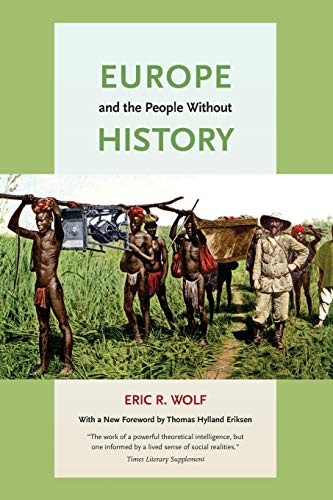 EUROPE
and the People Without
HISTORY
ERIC R. WOLF
With a New Foreword by Thomas Hylland Eriksen
"The work of a powerful theoretical intelligence, but
one informed by a lived sense of social realities."
Times Literary Supplement